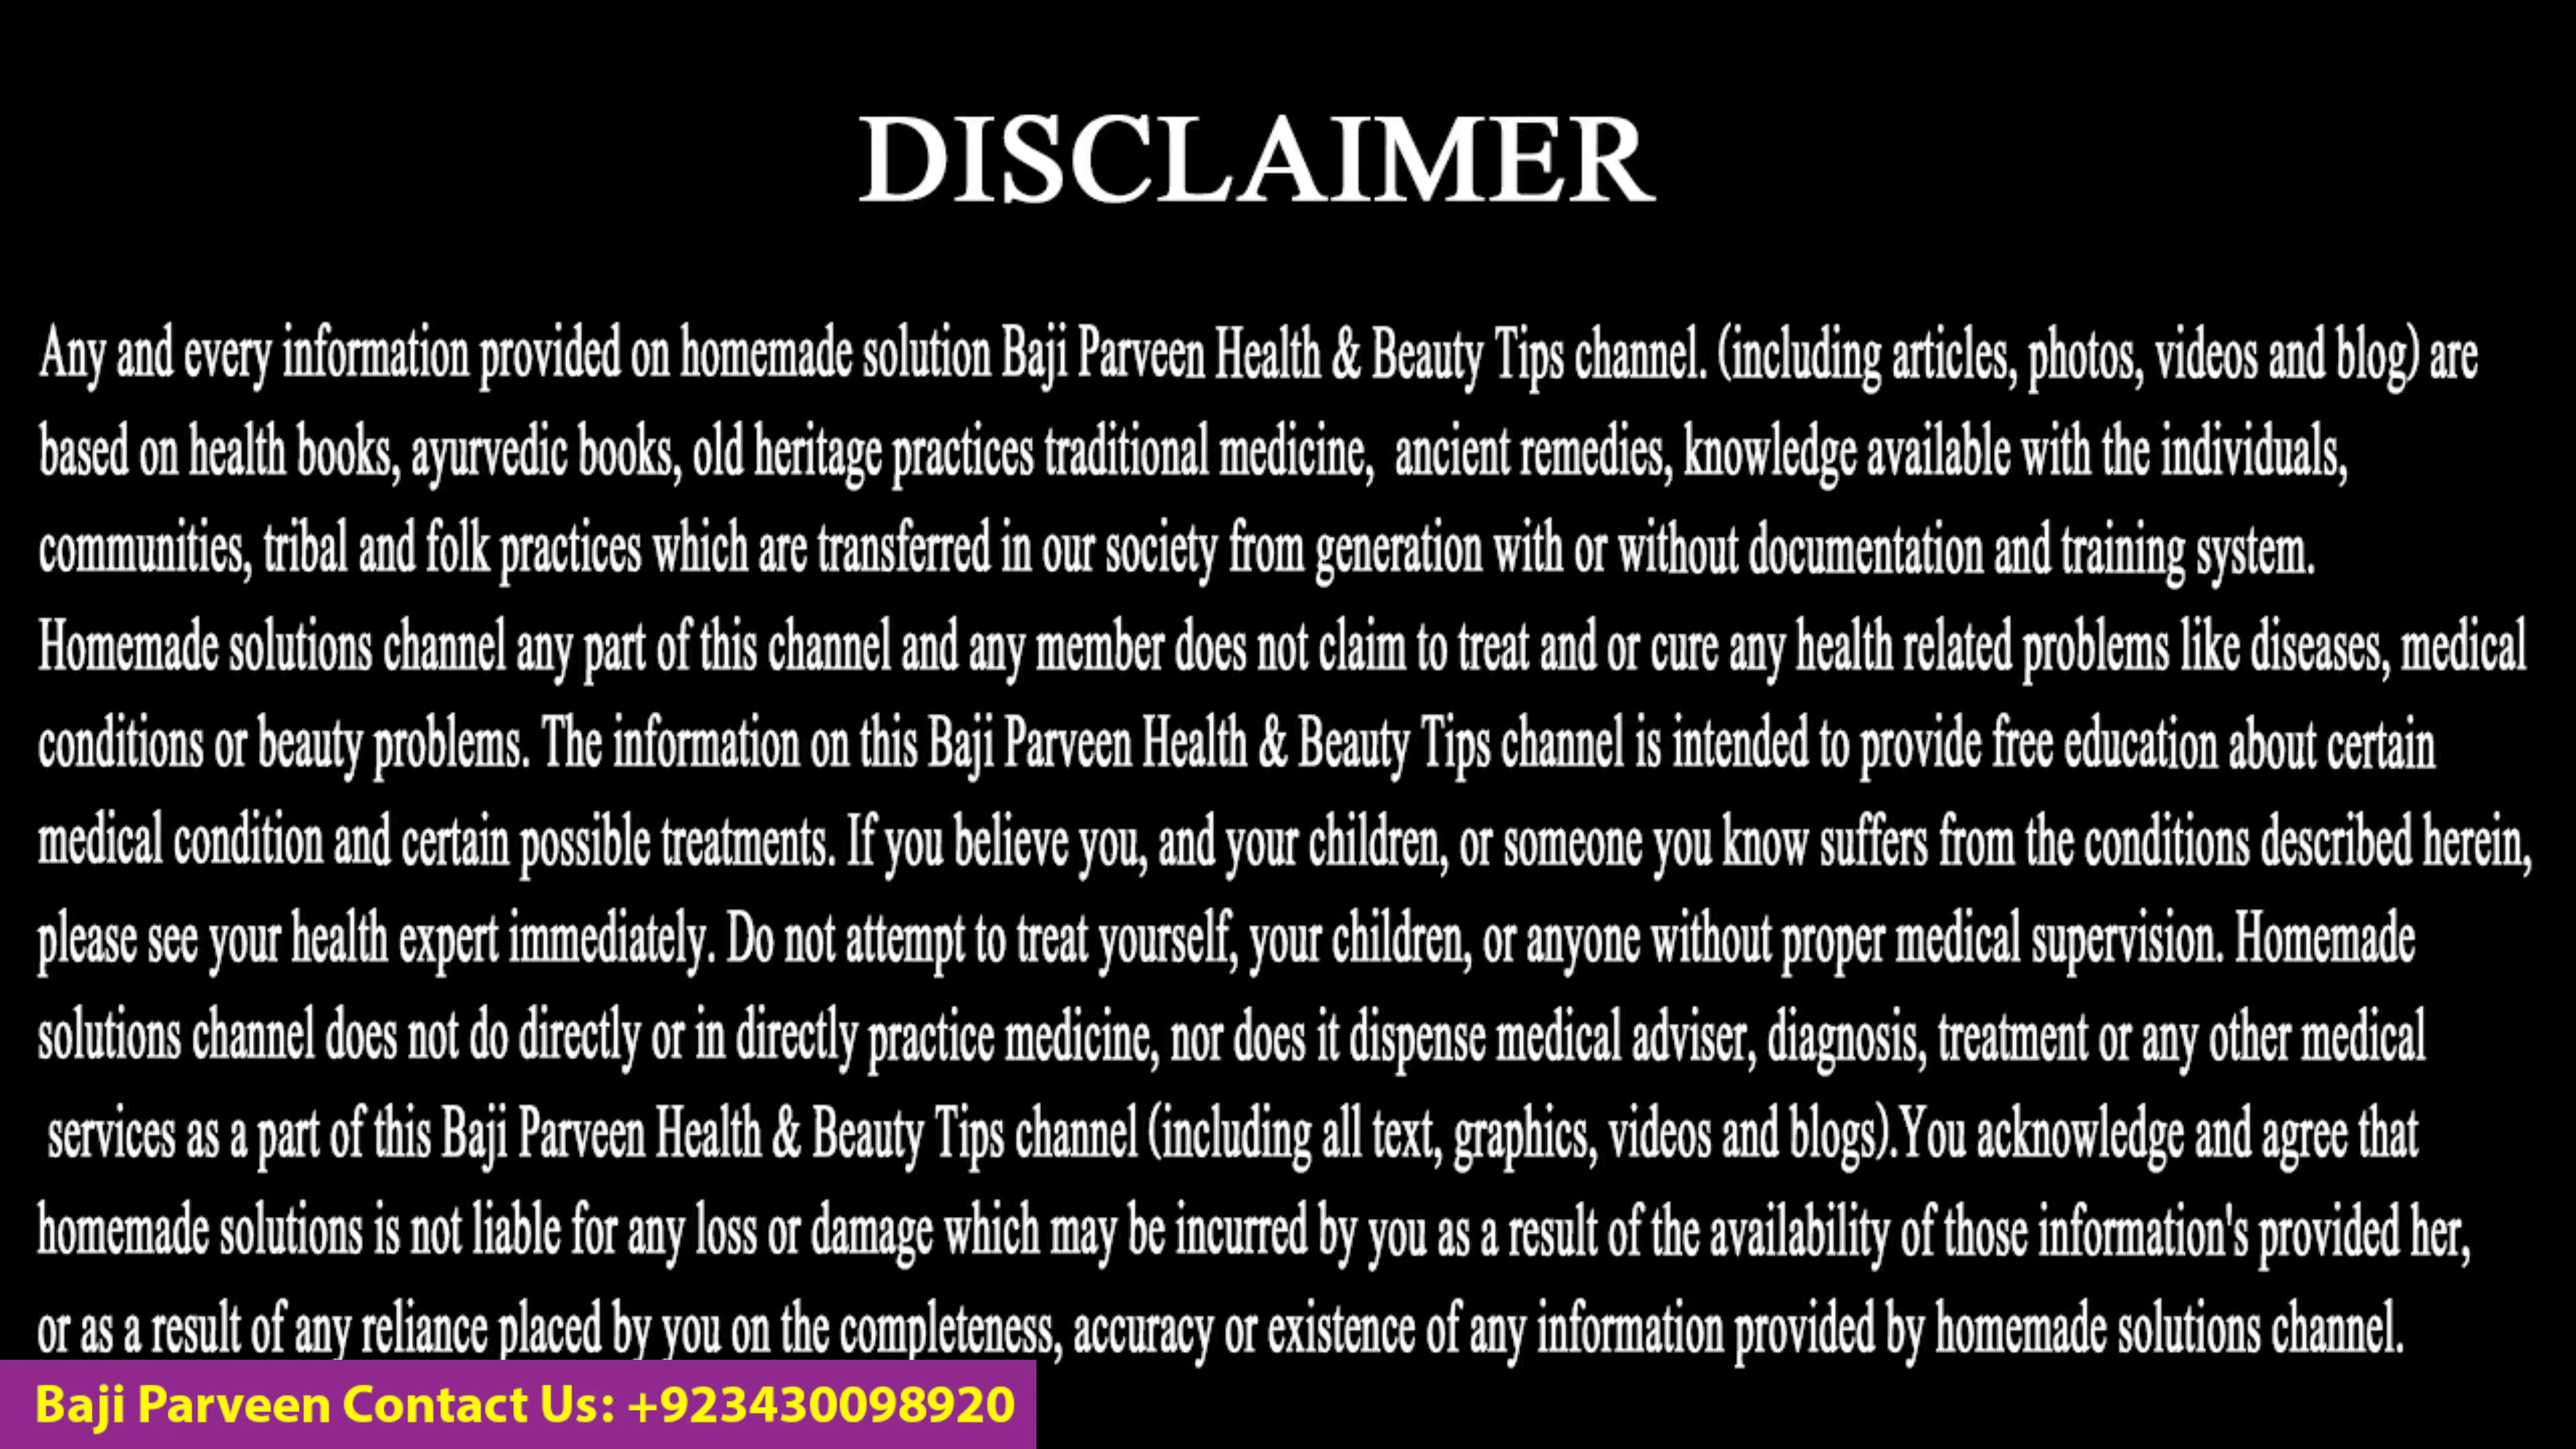 DISCLAIMER
Any and every information provided on homemade solution Baji Parveen Health & Beauty Tips channel. (including articles, photos, videos and blog) are
based on health books, ayurvedic books, old heritage practices traditional medicine, ancient remedies, knowledge available with the individuals,
communities, tribal and folk practices which are transferred in our society from generation with or without documentation and training system.
Homemade solutions channel any part of this channel and any member does not claim to treat and or cure any health related problems like diseases, medical
conditions or beauty problems. The information on this Baji Parveen Health & Beauty Tips channel is intended to provide free education about certain
medical condition and certain possible treatments. If you believe you, and your children, or someone you know suffers from the conditions described herein,
please see your health expert immediately. Do not attempt to treat yourself, your children, or anyone without proper medical supervision. Homemade
solutions channel does not do directly or in directly practice medicine, nor does it dispense medical adviser, diagnosis, treatment or any other medical
services as a part of this Baji Parveen Health & Beauty Tips channel (including all text, graphics, videos and blogs).You acknowledge and agree that
homemade solutions is not liable for any loss or damage which may be incurred by you as a result of the availability of those information's provided her,
or as a result of any reliance placed by you on the completeness, accuracy or existence of any information provided by homemade solutions channel.
Baji Parveen Contact Us: +923430098920